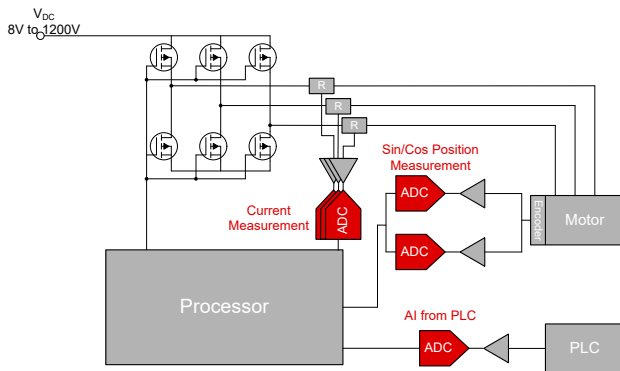 VDC
8V to 1200V
R
R
R
Sin/Cos Position
Measurement
Current
Measurement
ADC
ADC
ADC
Encoder
Motor
Processor
AI from PLC
ADC
PLC